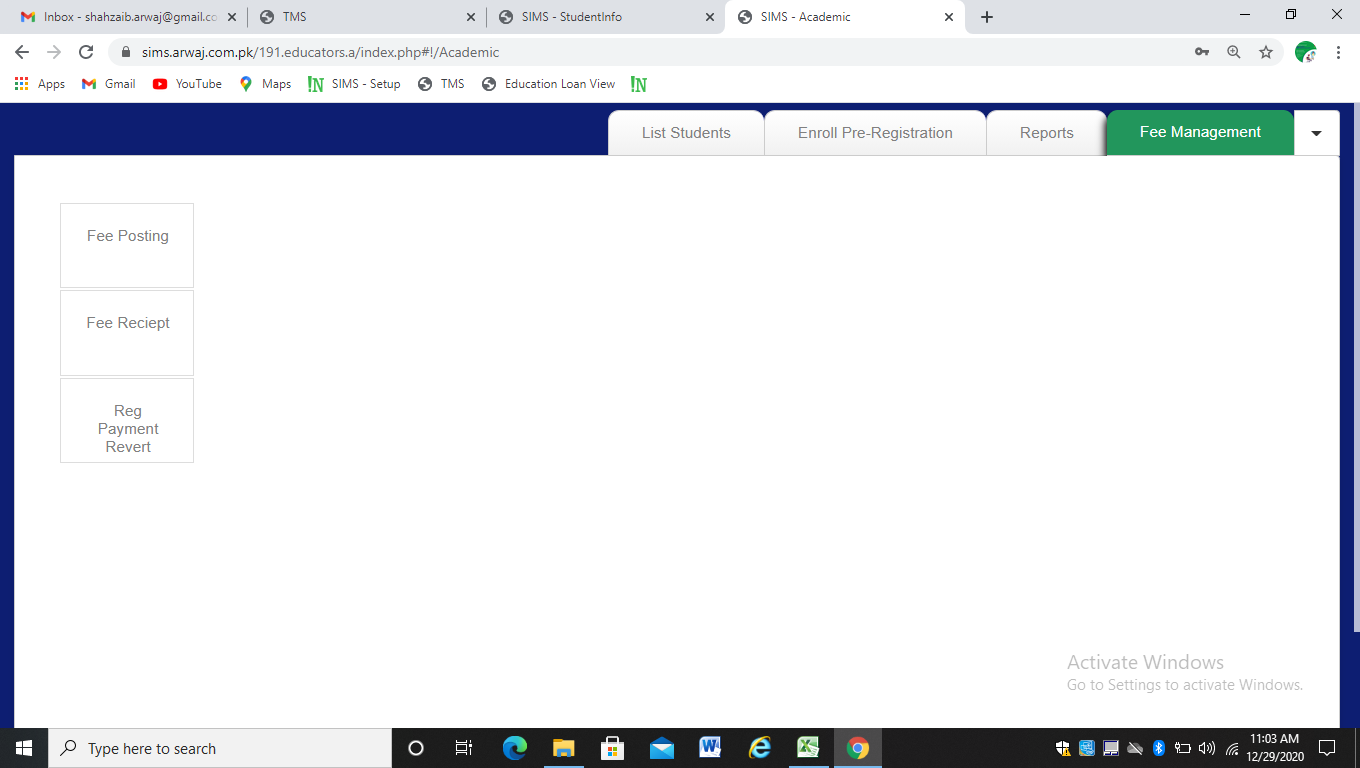 Inbox - shahzaib.arwaj@gmail.co
TMS
SIMS - StudentInfo
SIMS - Academic
sims.arwaj.com.pk/191.educators.a/index.php#!/Academic
Apps
Gmail
YouTube
Maps
!N
SIMS - Setup
TMS
Education Loan View
!N
List Students
Enroll Pre-Registration
Reports
Fee Management
Fee Posting
Fee Reciept
Reg
Payment
Revert
Activate Windows
Go to Settings to activate Windows.
Type here to search
11:03 AM
12/29/2020